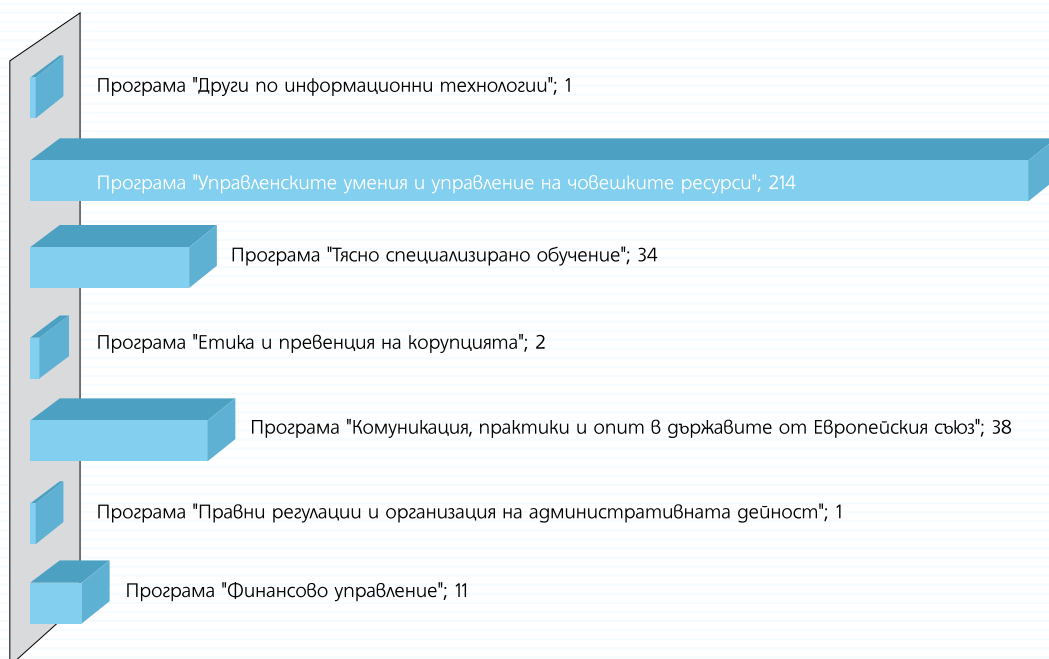 Програма "Други по информационни технологии"; 1
Програма "Управленските умения и управление на човешките ресурси"; 214
Програма "Тясно специализирано обучение"; 34
Програма "Етика и превенция на корупцията"; 2
Програма "Комуникация, практики и опит в държавите от Европейския съюз"; 38
Програма "Правни регулации и организация на административната дейност"; 1
Програма "Финансово управление"; 11